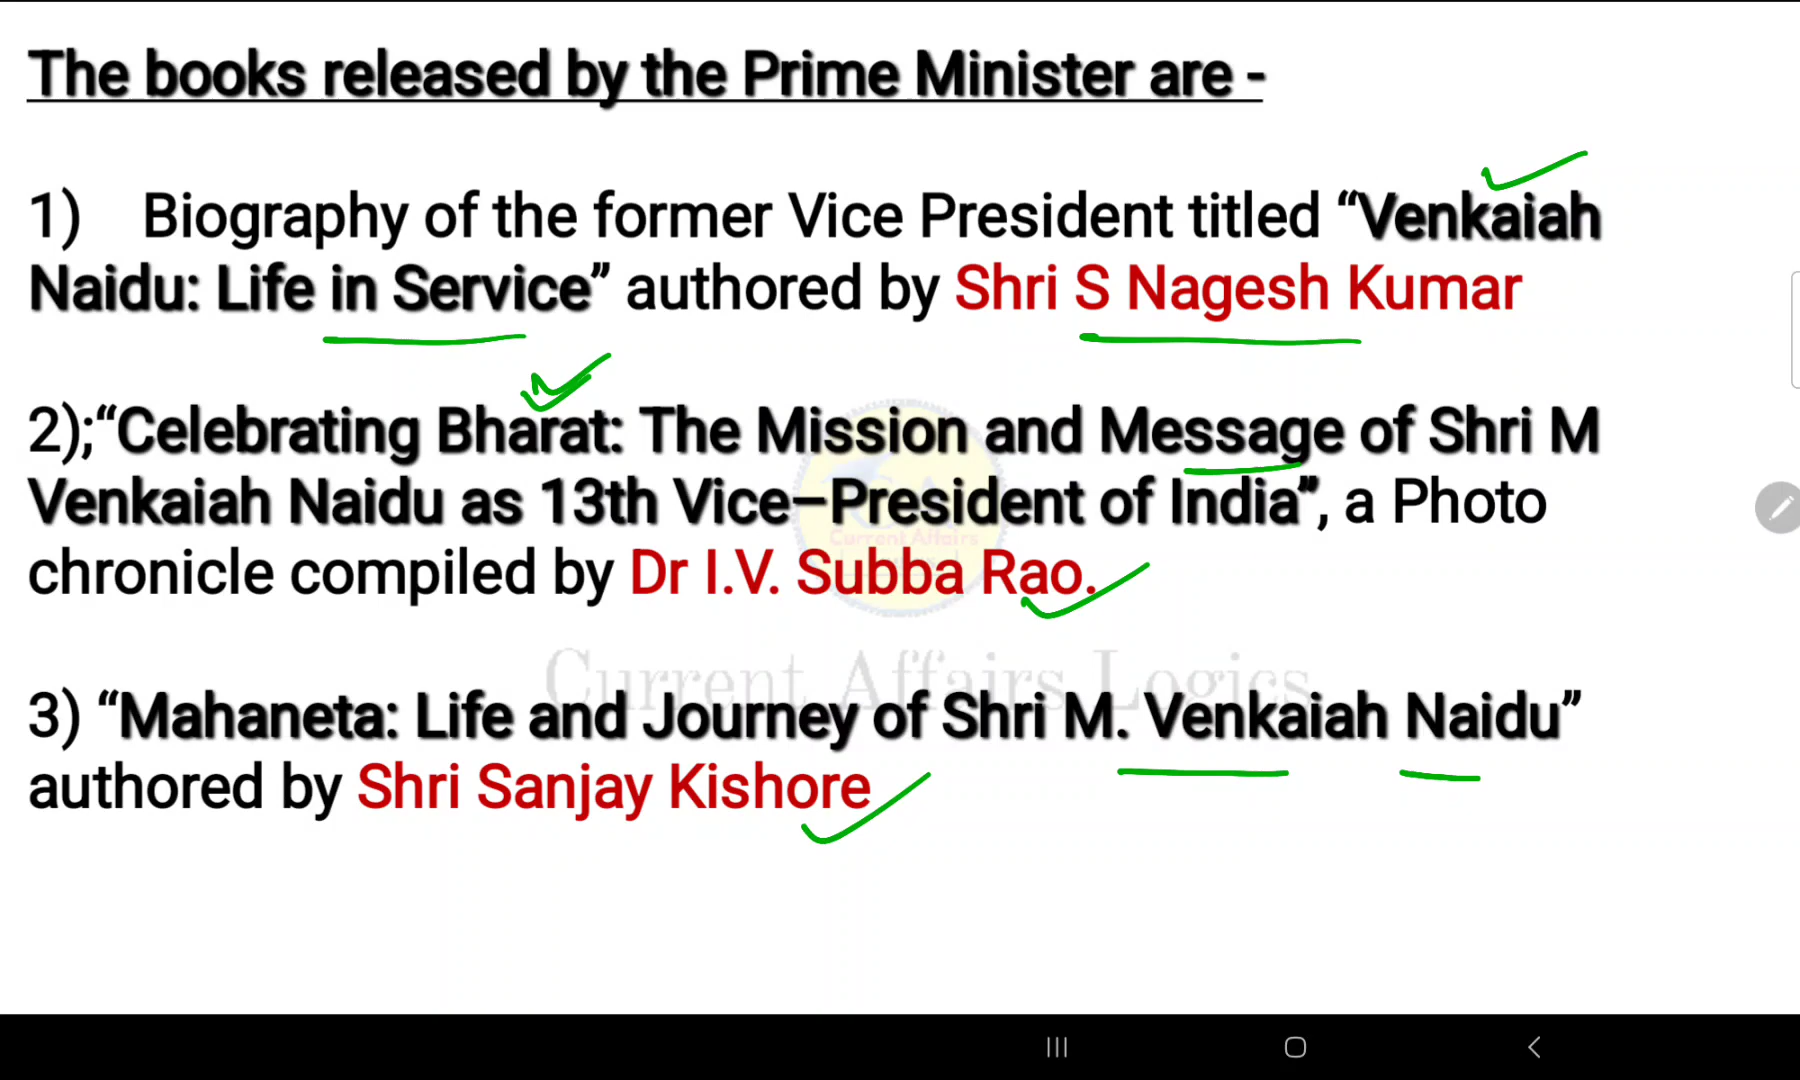 The books released by the Prime Minister are -
1) Biography of the former Vice President titled “Venkaiah
Naidu: Life in Service” authored by Shri S Nagesh Kumar
2);“Celebrating Bharat: The Mission and Message of Shri M
Venkaiah Naidu as 13th Vice–President of India”, a Photo
chronicle compiled by Dr I.V. Subba Rao.
Current Affairs
Current Affairs Logics
3) “Mahaneta: Life and Journey of Shri M. Venkaiah Naidu”
authored by Shri Sanjay Kishore